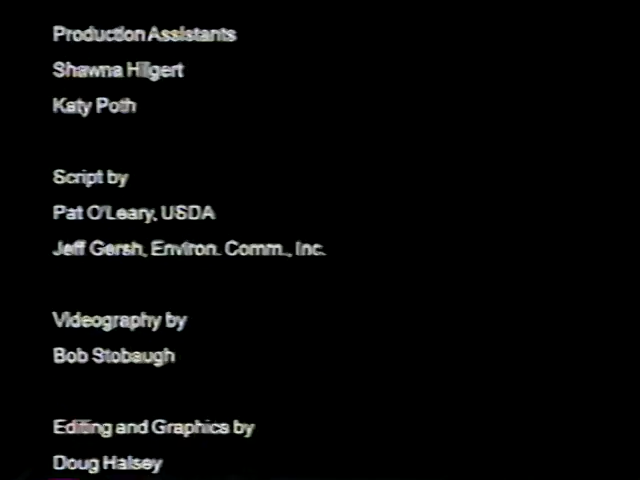 Production Assistants
Shawna Hilgert
Katy Poth
Script by
Pat O'Leary, USDA
Jeff Gersh, Environ. Comm., Inc.
Videography by
Bob Stobaugh
Editing and Graphics by
Doug Halsey